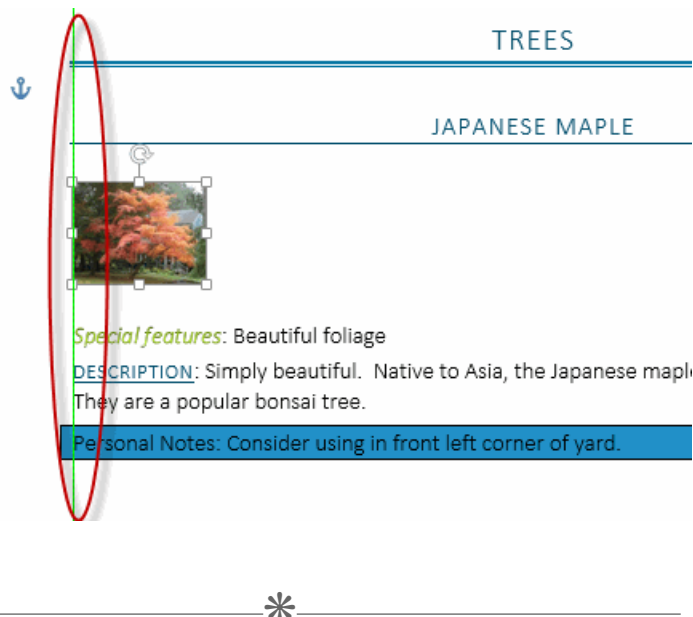 TREES
JAPANESE MAPLE
Special features: Beautiful foliage
DESCRIPTION: Simply beautiful.  Native to Asia, the Japanese maple
They are a popular bonsai tree.
Personal Notes: Consider using in front left corner of yard.